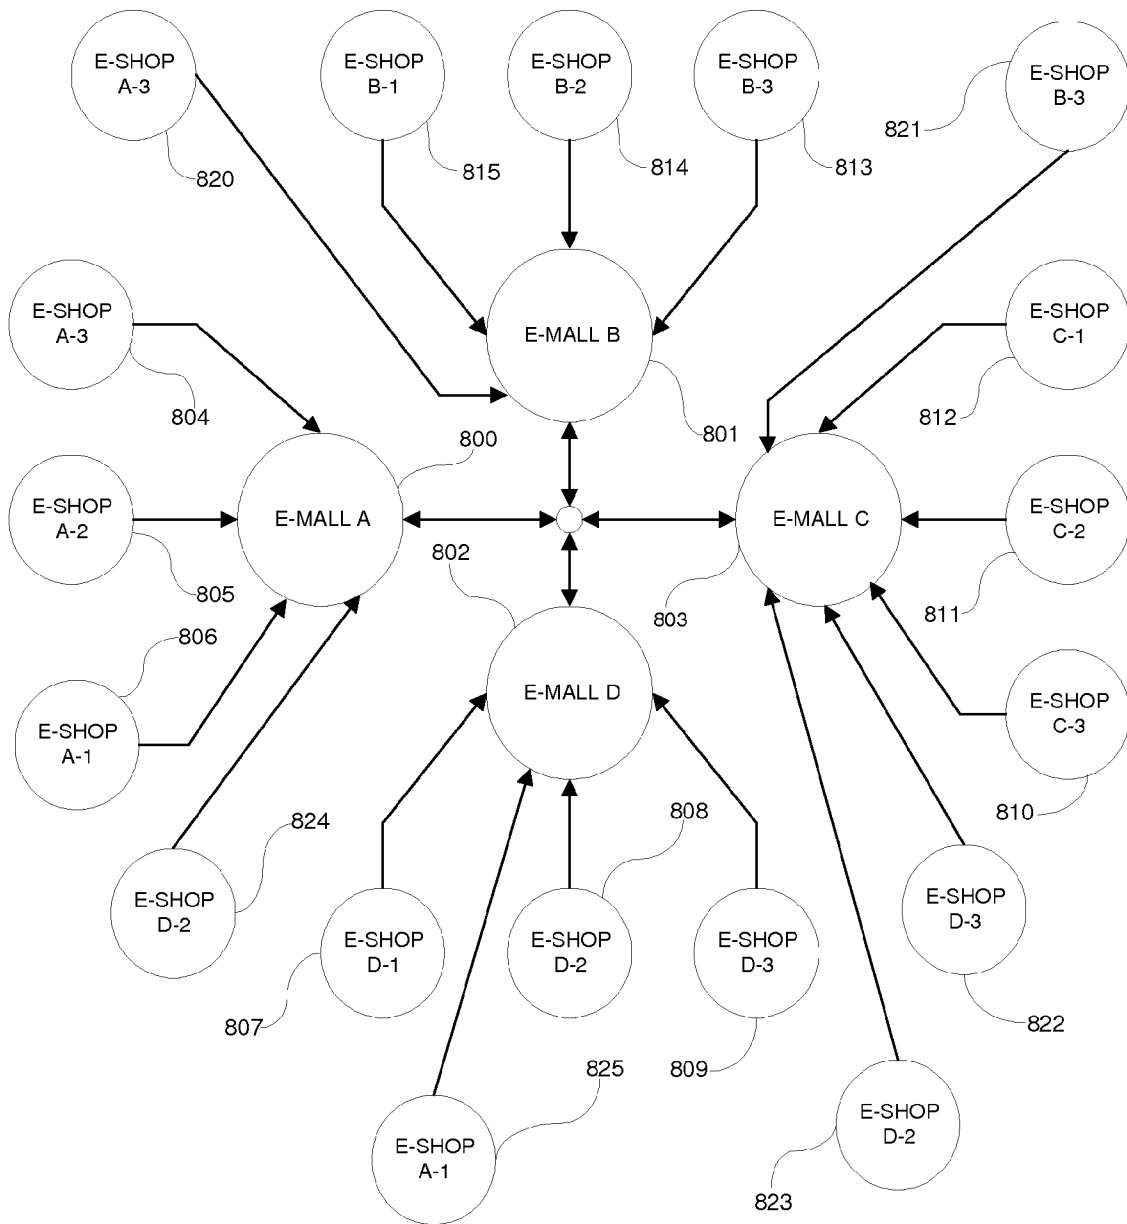 E-SHOP
A-3
E-SHOP
B-1
E-SHOP
B-2
E-SHOP
B-3
E-SHOP
B-3
820
815
814
813
821
E-SHOP
A-3
E-MALL B
E-SHOP
C-1
804
800
801
812
E-SHOP
A-2
E-MALL A
E-MALL C
E-SHOP
C-2
802
805
803
811
806
E-SHOP
A-1
E-MALL D
E-SHOP
C-3
824
808
810
E-SHOP
D-2
E-SHOP
D-1
E-SHOP
D-2
E-SHOP
D-3
E-SHOP
D-3
807
822
825
809
E-SHOP
A-1
E-SHOP
D-2
823